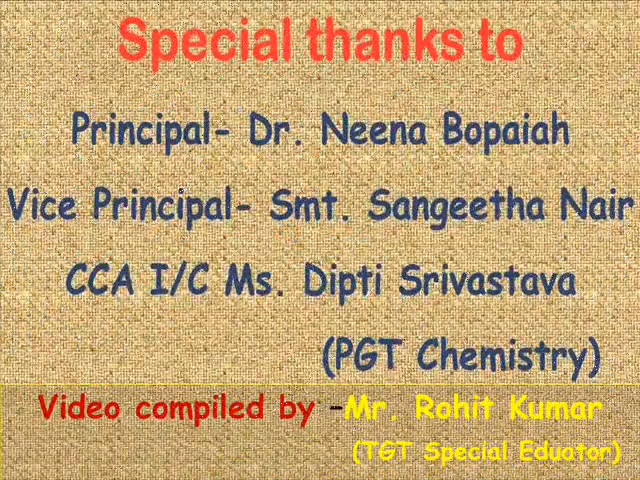 Special thanks to
Principal- Dr. Neena Bopaiah
Vice Principal- Smt. Sangeetha Nair
CCA I/C Ms. Dipti Srivastava
(PGT Chemistry)
Video compiled by -Mr. Rohit Kumar
(TGT Special Eduator)